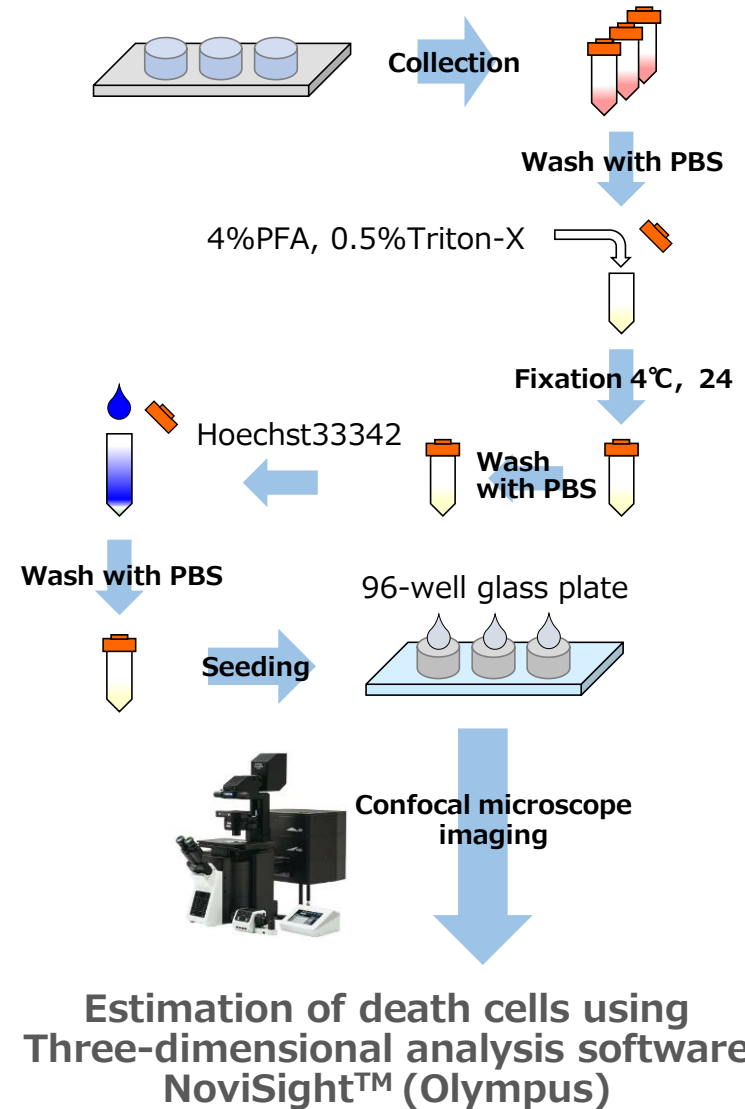 Collection
Wash with PBS
4%PFA, 0.5%Triton-X
Fixation 4℃, 24
Hoechst33342
Wash
with PBS
Wash with PBS
96-well glass plate
Seeding
Confocal microscope
imaging
Estimation of death cells using
Three-dimensional analysis software
NoviSight™ (Olympus)